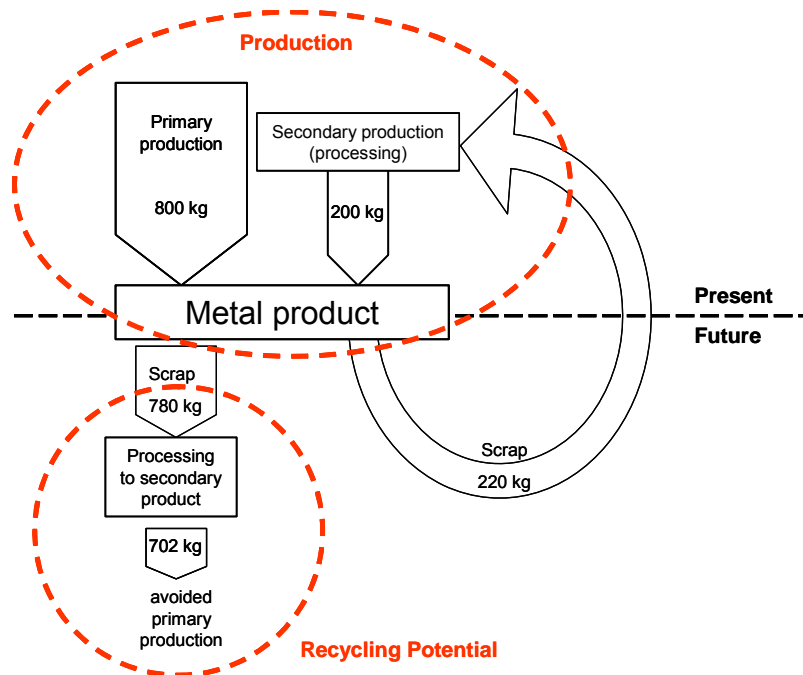 Production
Primary
production
800 kg
Secondary production
(processing)
200 kg
Metal product
Present
Future
Scrap
780 kg
Processing
to secondary
product
702 kg
avoided
primary
production
Scrap
220 kg
Recycling Potential